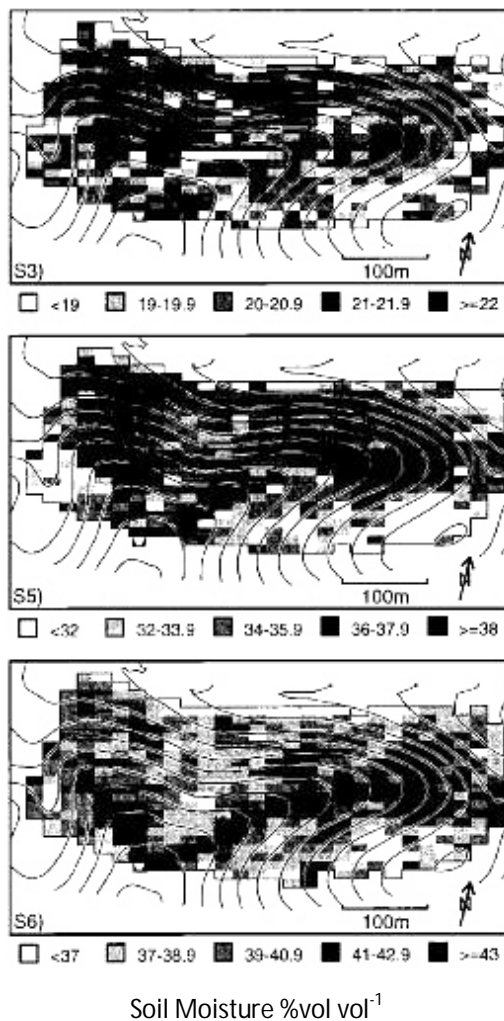 100m
S3)
<19 19-19.9 20-20.9 21-21.9 >=22
100m
S5)
<32 32-33.9 34-35.9 36-37.9 >=38
100m
S6)
<37 37-38.9 39-40.9 41-42.9 >=43
Soil Moisture %vol vol-1